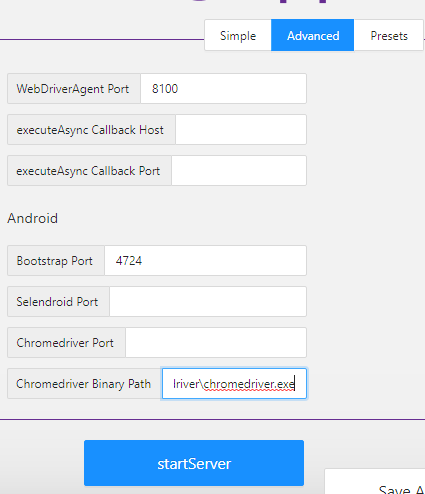 Simple Advanced Presets
WebDriverAgent Port 8100
executeAsync Callback Host
executeAsync Callback Port
Android
Bootstrap Port 4724
Selendroid Port
Chromedriver Port
Chromedriver Binary Path lriver\chromedriver.exe
startServer
Save A